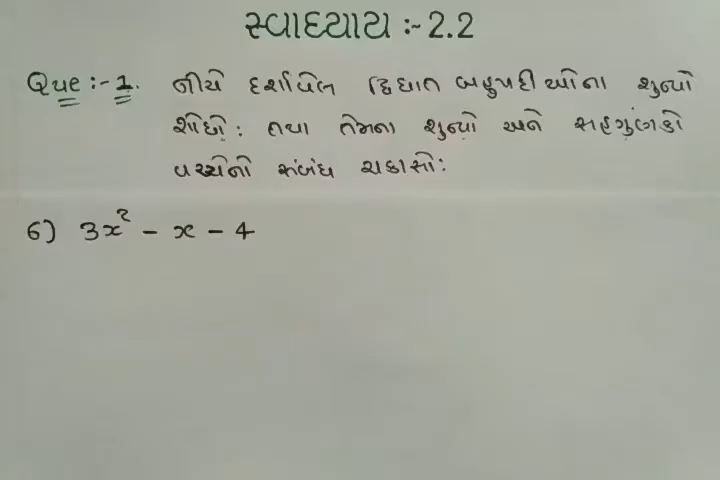 સ્વાધ્યાય :- 2.2
Que :- 1. નીચે દર્શાવેલ દ્વિઘાત બહુપદીઓના શુન્યો
શોધો : તથા તેમના શુન્યો અને સહગુણકો
વચ્ચેનો સંબંધ ચકાસો :
6) 3x² - x - 4